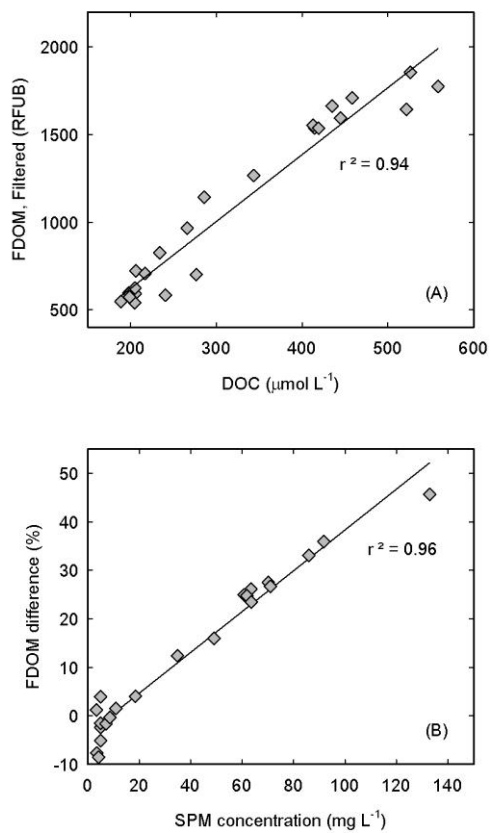 2000
1500
1000
500
FDOM, Filtered (RFUB)
r ² = 0.94
(A)
200 300 400 500 600
DOC (μmol L⁻¹)
50
40
30
20
10
0
-10
FDOM difference (%)
r ² = 0.96
(B)
0 20 40 60 80 100 120 140
SPM concentration (mg L⁻¹)